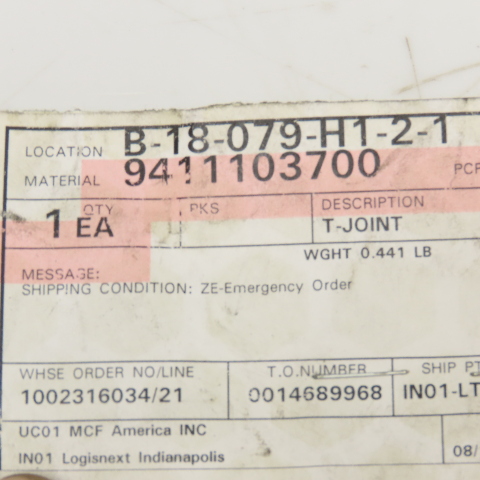 LOCATION B-18-079-H1-2-1
MATERIAL 9411103700 PCF
QTY PKS DESCRIPTION
1 EA T-JOINT
WGHT 0.441 LB
MESSAGE:
SHIPPING CONDITION: ZE-Emergency Order
WHSE ORDER NO/LINE T.O.NUMBER SHIP PT
1002316034/21 0014689968 IN01-LT
UC01 MCF America INC
IN01 Logisnext Indianapolis 08/